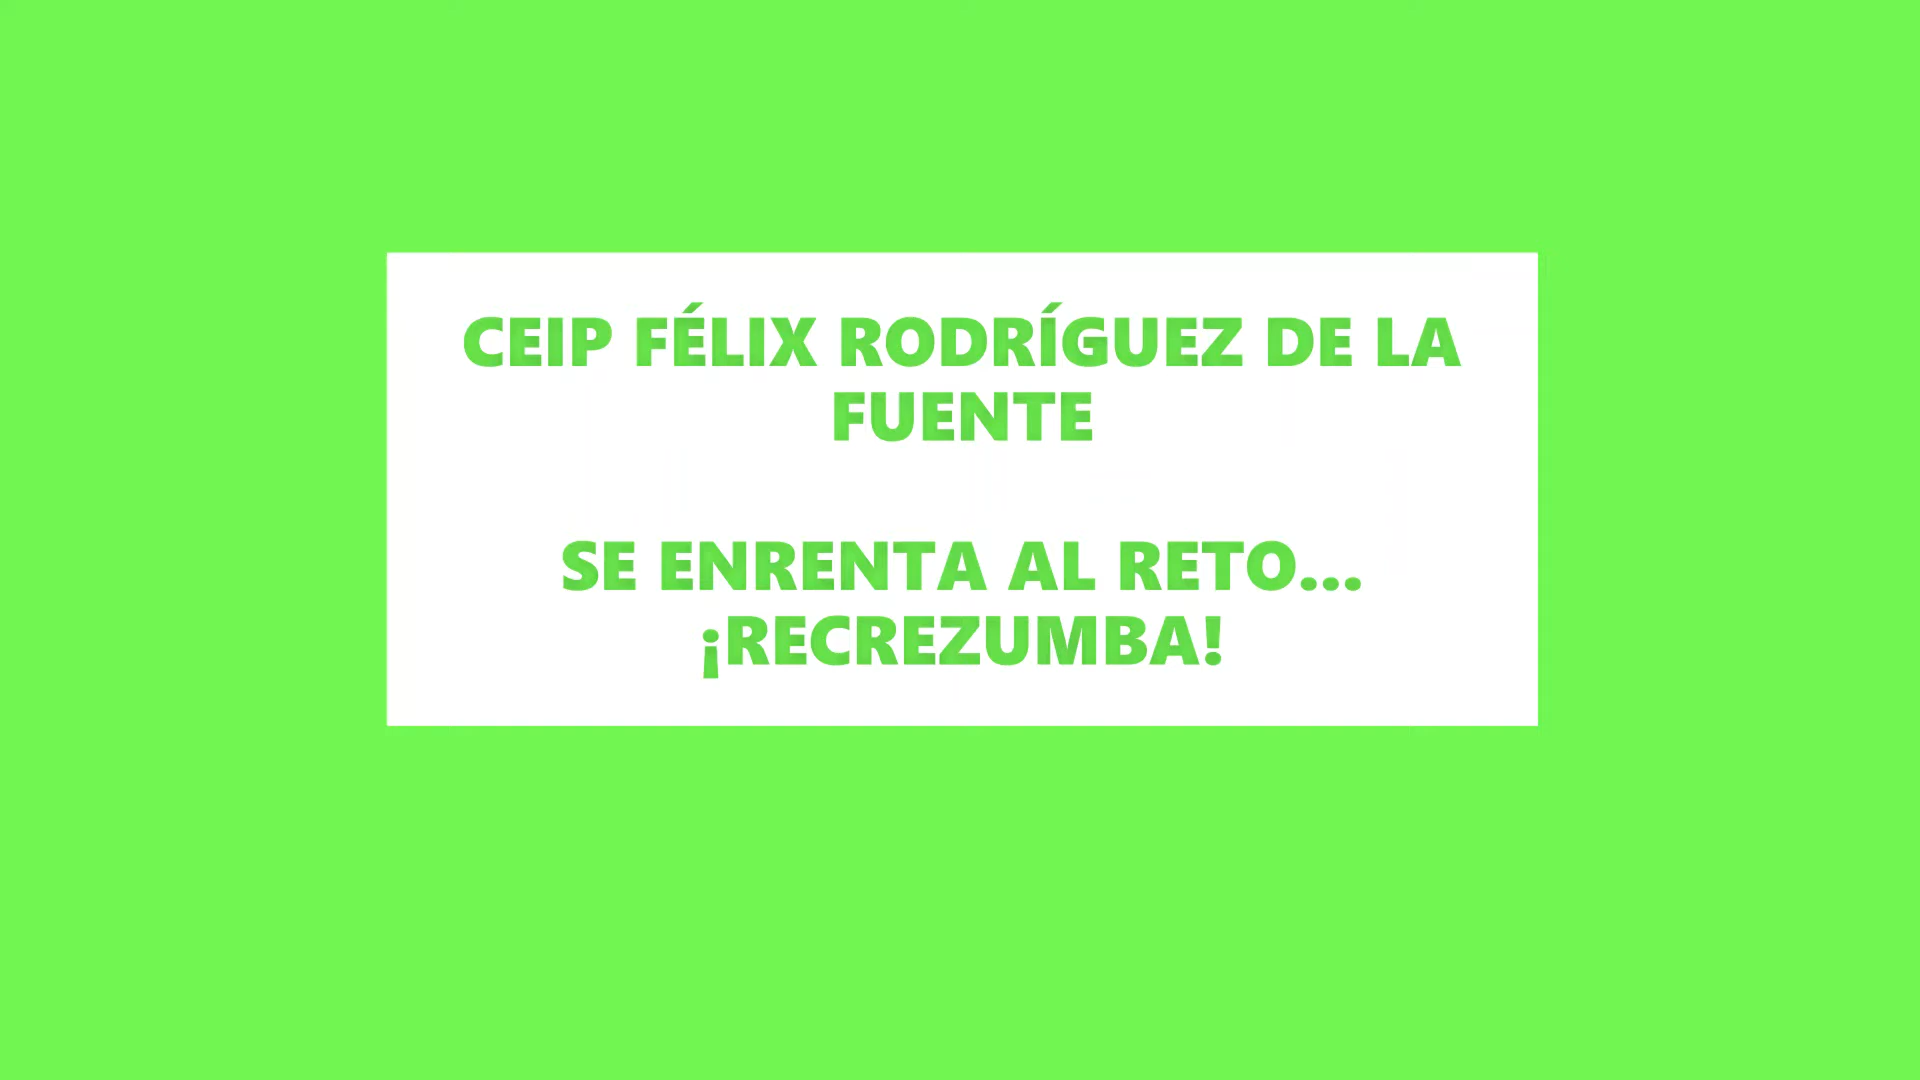 CEIP FÉLIX RODRÍGUEZ DE LA
FUENTE
SE ENRENTA AL RETO...
¡RECREZUMBA!